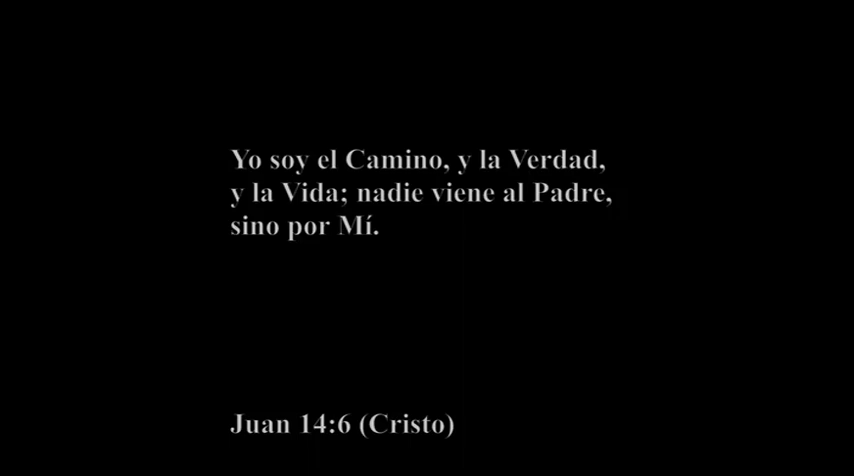 Yo soy el Camino, y la Verdad,
y la Vida; nadie viene al Padre,
sino por Mí.
Juan 14:6 (Cristo)